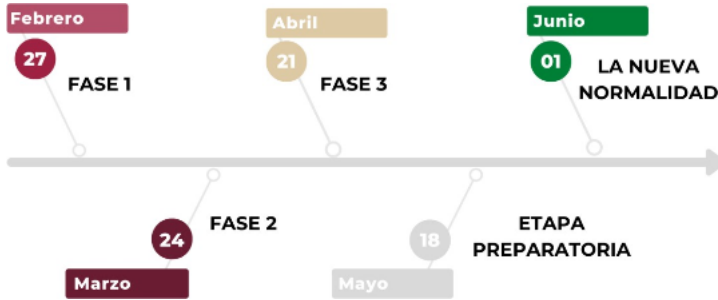 Febrero
27
FASE 1
Marzo
24
FASE 2
Abril
21
FASE 3
Mayo
18
ETAPA
PREPARATORIA
Junio
01
LA NUEVA
NORMALIDAD